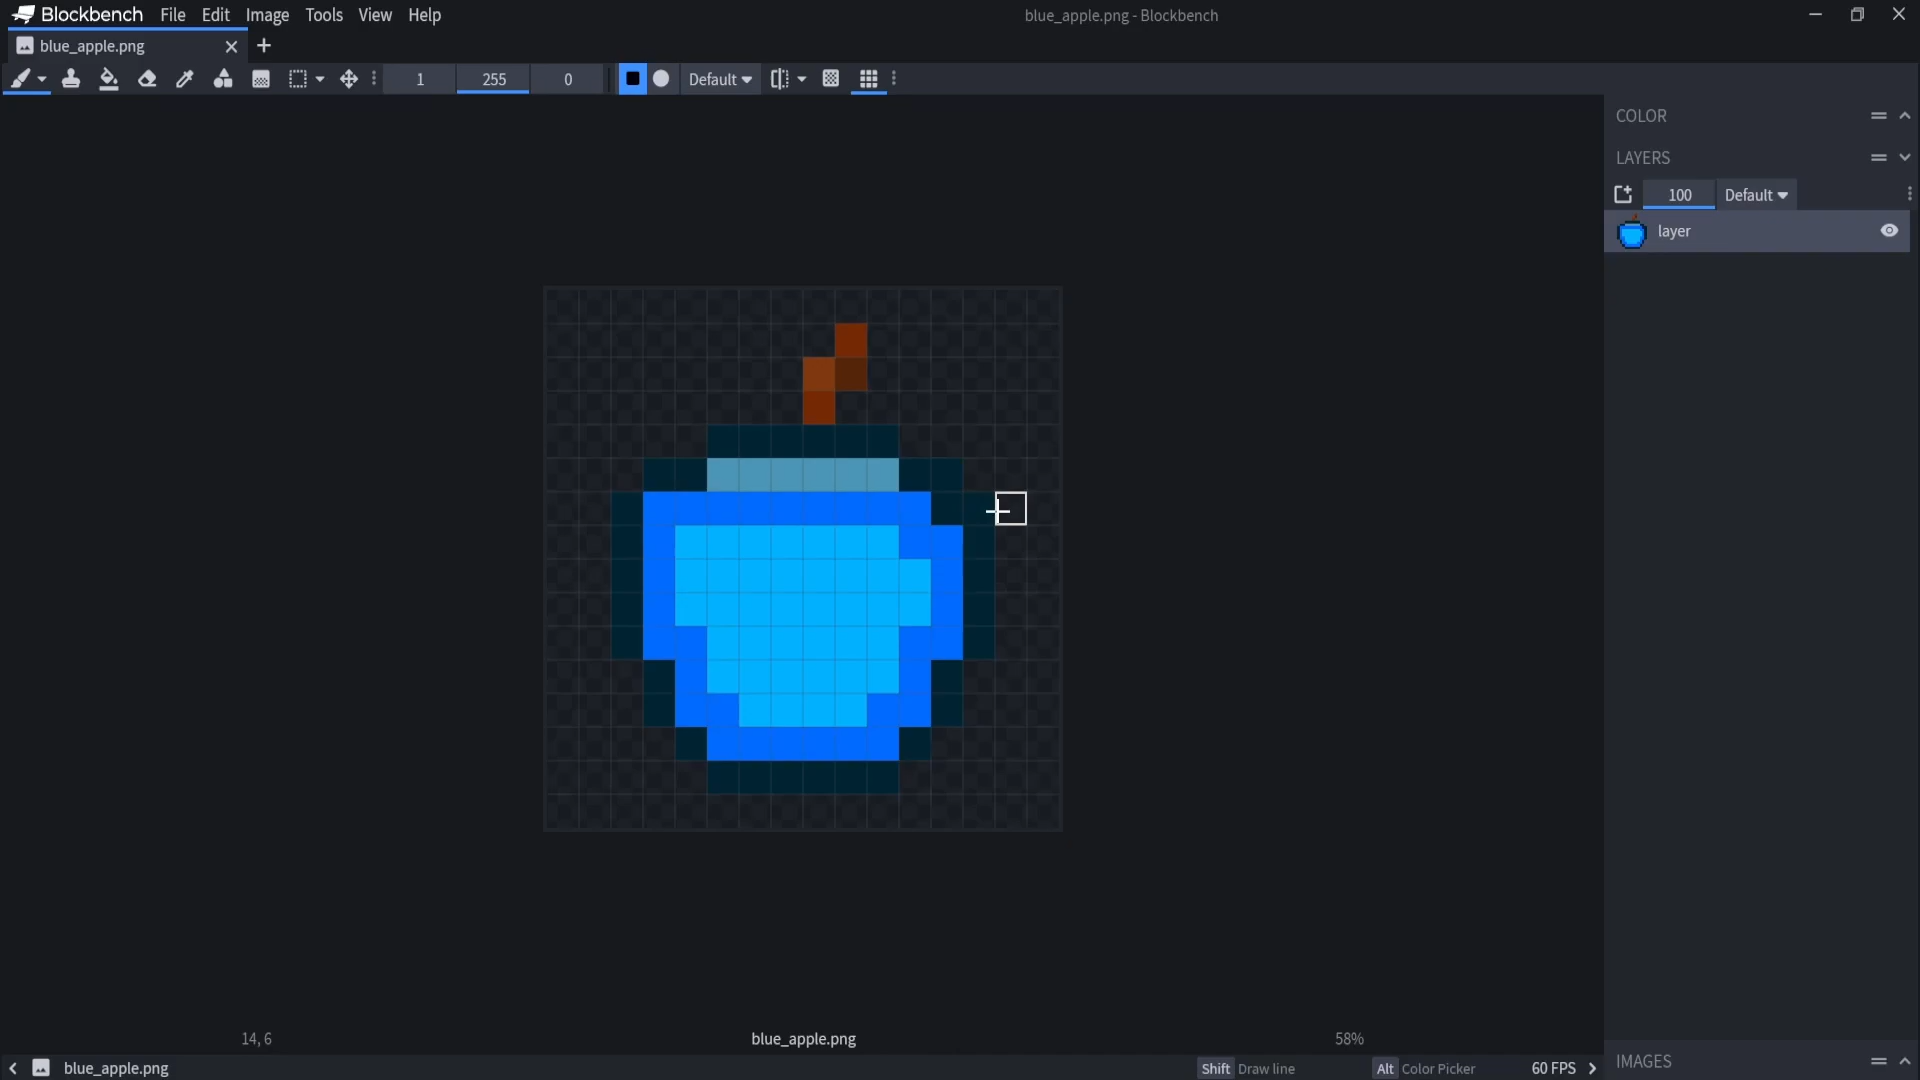 Blockbench File Edit Image Tools View Help
blue_apple.png - Blockbench
blue_apple.png
1 255 0 Default
COLOR
LAYERS
100 Default
layer
14, 6
blue_apple.png
58%
blue_apple.png
Shift Draw line Alt Color Picker 60 FPS
IMAGES